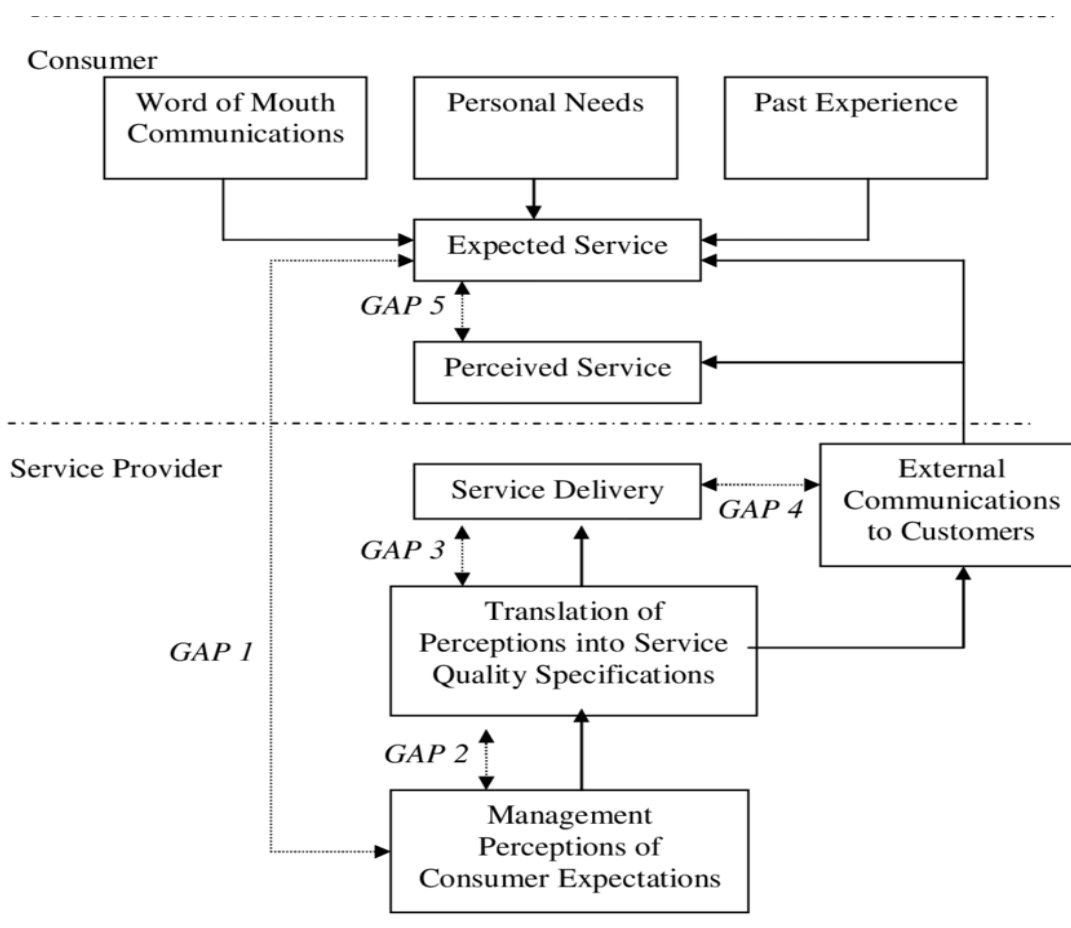 Consumer
Word of Mouth
Communications
Personal Needs
Past Experience
Expected Service
GAP 5
Perceived Service
Service Provider
Service Delivery
GAP 4
External
Communications
to Customers
GAP 3
Translation of
Perceptions into Service
Quality Specifications
GAP 1
GAP 2
Management
Perceptions of
Consumer Expectations